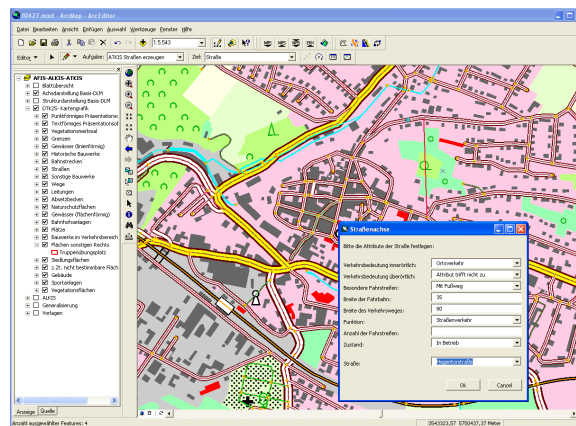 f0427.mxd - ArcMap - ArcEditor
Datei Bearbeiten Ansicht Einfügen Auswahl Werkzeuge Fenster Hilfe
1:5.543
Editor Aufgabe: ATKIS Straßen erzeugen Ziel: Straße
AFIS-ALKIS-ATKIS
Blattübersicht
Achsdarstellung Basis-DLM
Strukturdarstellung Basis-DLM
DTK25- Kartengrafik
Punktförmiges Präsentationso
Textförmiges Präsentationsol
Vegetationsmerkmal
Grenzen
Gewässer (linienförmig)
Historische Bauwerke
Bahnstrecken
Straßen
Sonstige Bauwerke
Wege
Leitungen
Absetzbecken
Naturschutzflächen
Gewässer (flächenförmig)
Bahnhofsanlagen
Plätze
Bauwerke im Verkehrsbereich
Flächen sonstigen Rechts
Truppenübungsplatz
Siedlungsflächen
z.Zt. nicht bestimmbare Fläch
Gebäude
Sportanlagen
Vegetationsflächen
ALKIS
Generalisierung
Vorlagen
Anzeige Quelle
Anzahl ausgewählter Features: 4
3543323,57 5750437,37 Meter
Straßenachse
Bitte die Attribute der Straße festlegen:
Verkehrsbedeutung innerörtlich: Ortsverkehr
Verkehrsbedeutung überörtlich: Attribut trifft nicht zu
Besondere Fahrstreifen: Mit Fußweg
Breite der Fahrbahn: 35
Breite des Verkehrsweges: 80
Funktion: Straßenverkehr
Anzahl der Fahrstreifen:
Zustand: In Betrieb
Straße:
Ok Cancel